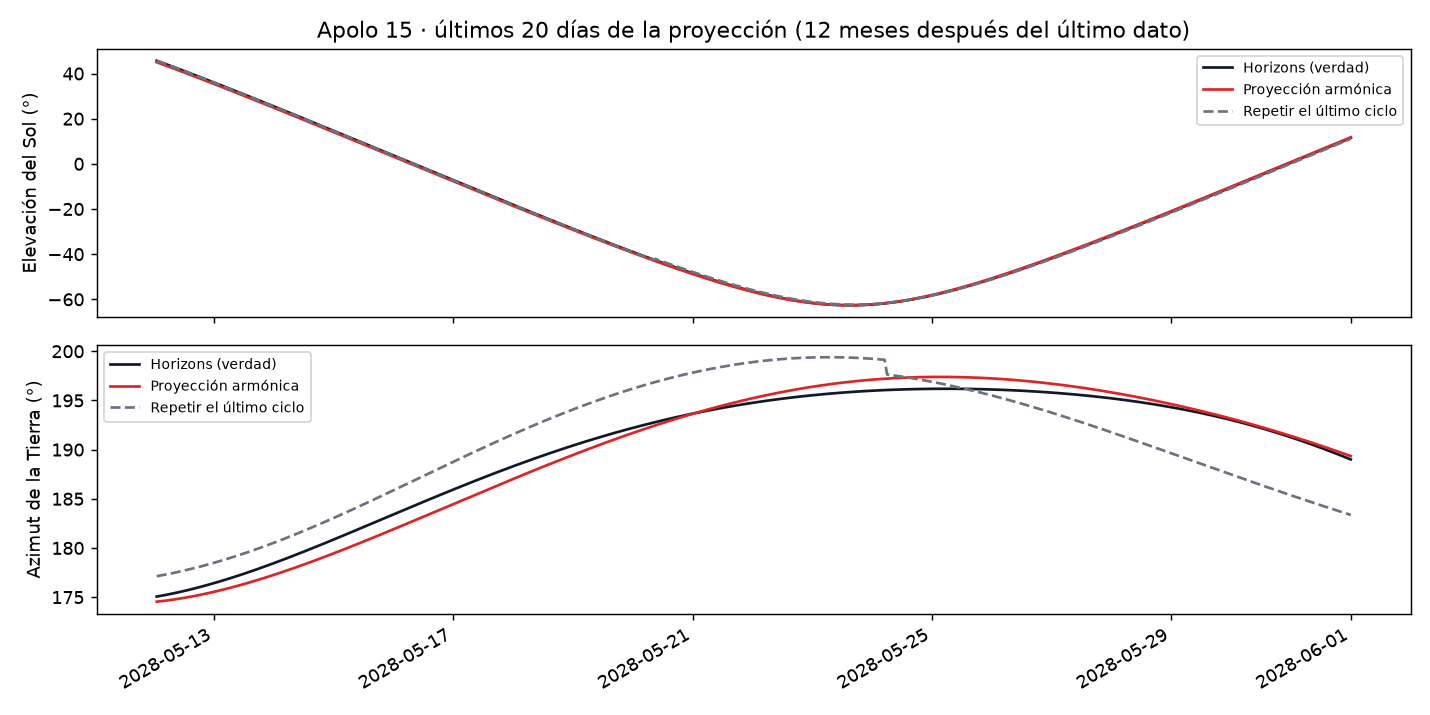 Apolo 15 · últimos 20 días de la proyección (12 meses después del último dato)
Elevación del Sol (°)
40
20
0
−20
−40
−60
Horizons (verdad)
Proyección armónica
Repetir el último ciclo
Azimut de la Tierra (°)
200
195
190
185
180
175
Horizons (verdad)
Proyección armónica
Repetir el último ciclo
2028-05-13
2028-05-17
2028-05-21
2028-05-25
2028-05-29
2028-06-01